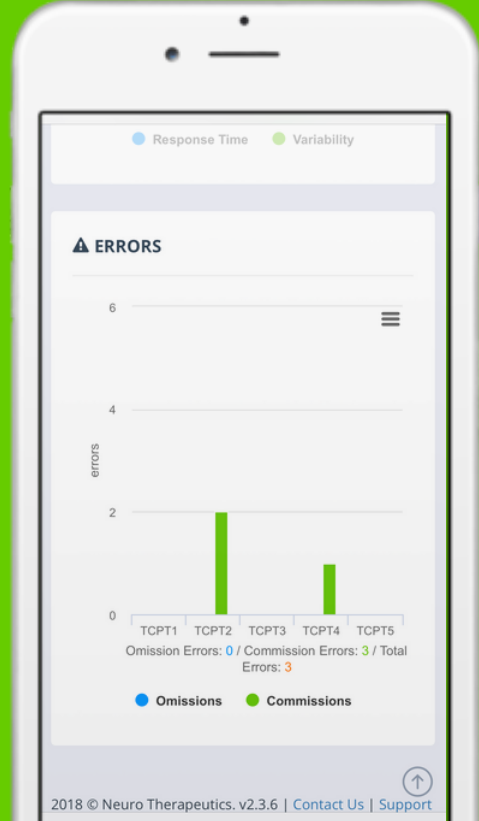 Response Time Variability
ERRORS
6
4
errors
2
0
TCPT1 TCPT2 TCPT3 TCPT4 TCPT5
Omission Errors: 0 / Commission Errors: 3 / Total
Errors: 3
Omissions Commissions
2018 © Neuro Therapeutics. v2.3.6 | Contact Us | Support